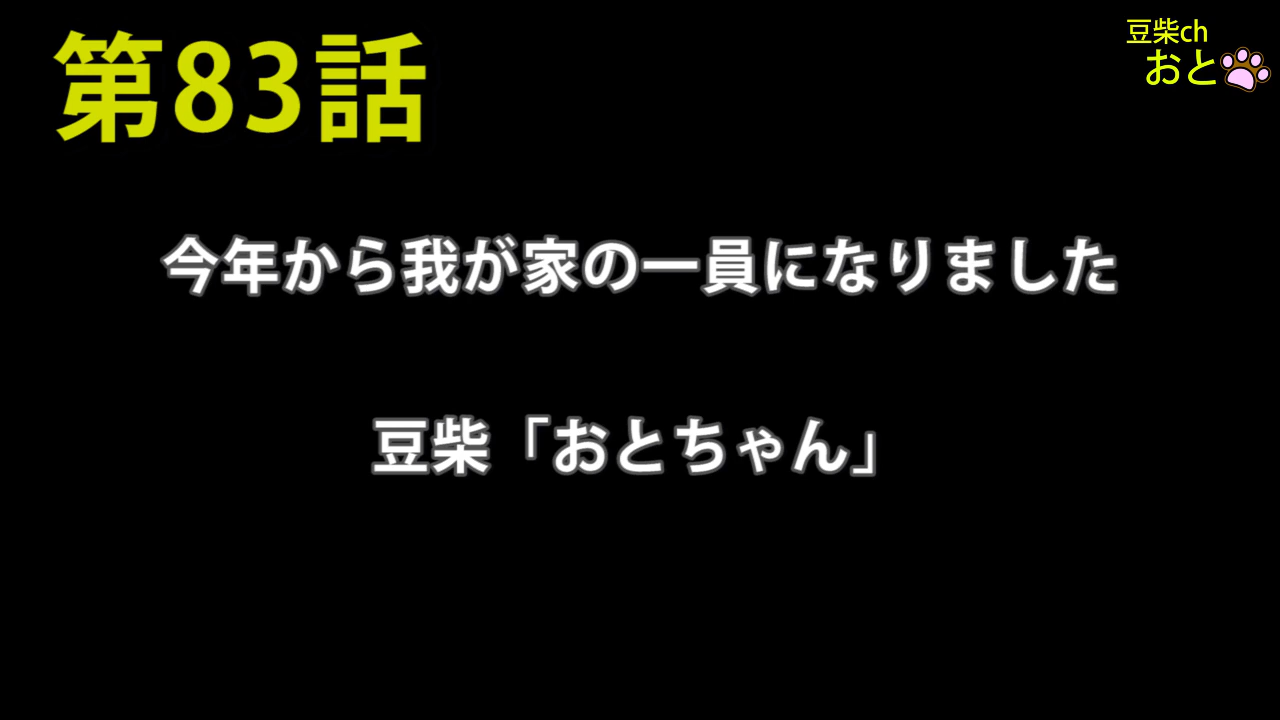 第83話
豆柴ch
おと
今年から我が家の一員になりました
豆柴「おとちゃん」